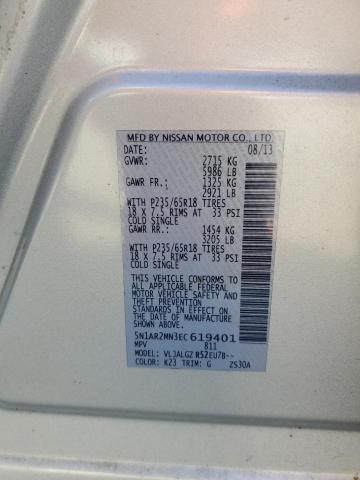 MFD BY NISSAN MOTOR CO., LTD.
DATE: 08/13
GVWR: 2715 KG
5986 LB
GAWR FR.: 1325 KG
2921 LB
WITH P235/65R18 TIRES
18 X 7.5 RIMS AT 33 PSI
COLD SINGLE
GAWR RR.: 1454 KG
3205 LB
WITH P235/65R18 TIRES
18 X 7.5 RIMS AT 33 PSI
COLD SINGLE
THIS VEHICLE CONFORMS TO
ALL APPLICABLE FEDERAL MOTOR
VEHICLE SAFETY STANDARDS AND
THEFT PREVENTION
STANDARDS IN EFFECT ON THE
DATE OF MANUFACTURE SHOWN
ABOVE.
5N1AR2MN3EC619401
MPV 811
MODEL: VLJALGZ R52EU7B--
COLOR: K23 TRIM: G ZS30A